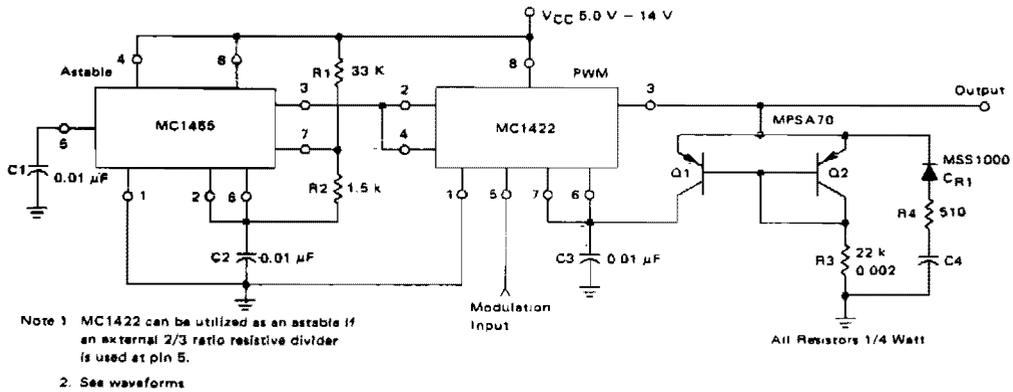 VCC 5.0 V – 14 V
4
8
R1
33 K
8
Astable
3
2
PWM
3
Output
MC1455
MC1422
MPSA70
5
7
4
C1
0.01 µF
Q1
Q2
MSS1000
CR1
1
2
6
R2
1.5 k
1
5
7
6
R4
510
C2
0.01 µF
C3
0.01 µF
R3
22 k
0.002
C4
Modulation
Input
Note 1 MC1422 can be utilized as an astable if
an external 2/3 ratio resistive divider
is used at pin 5.
2. See waveforms
All Resistors 1/4 Watt